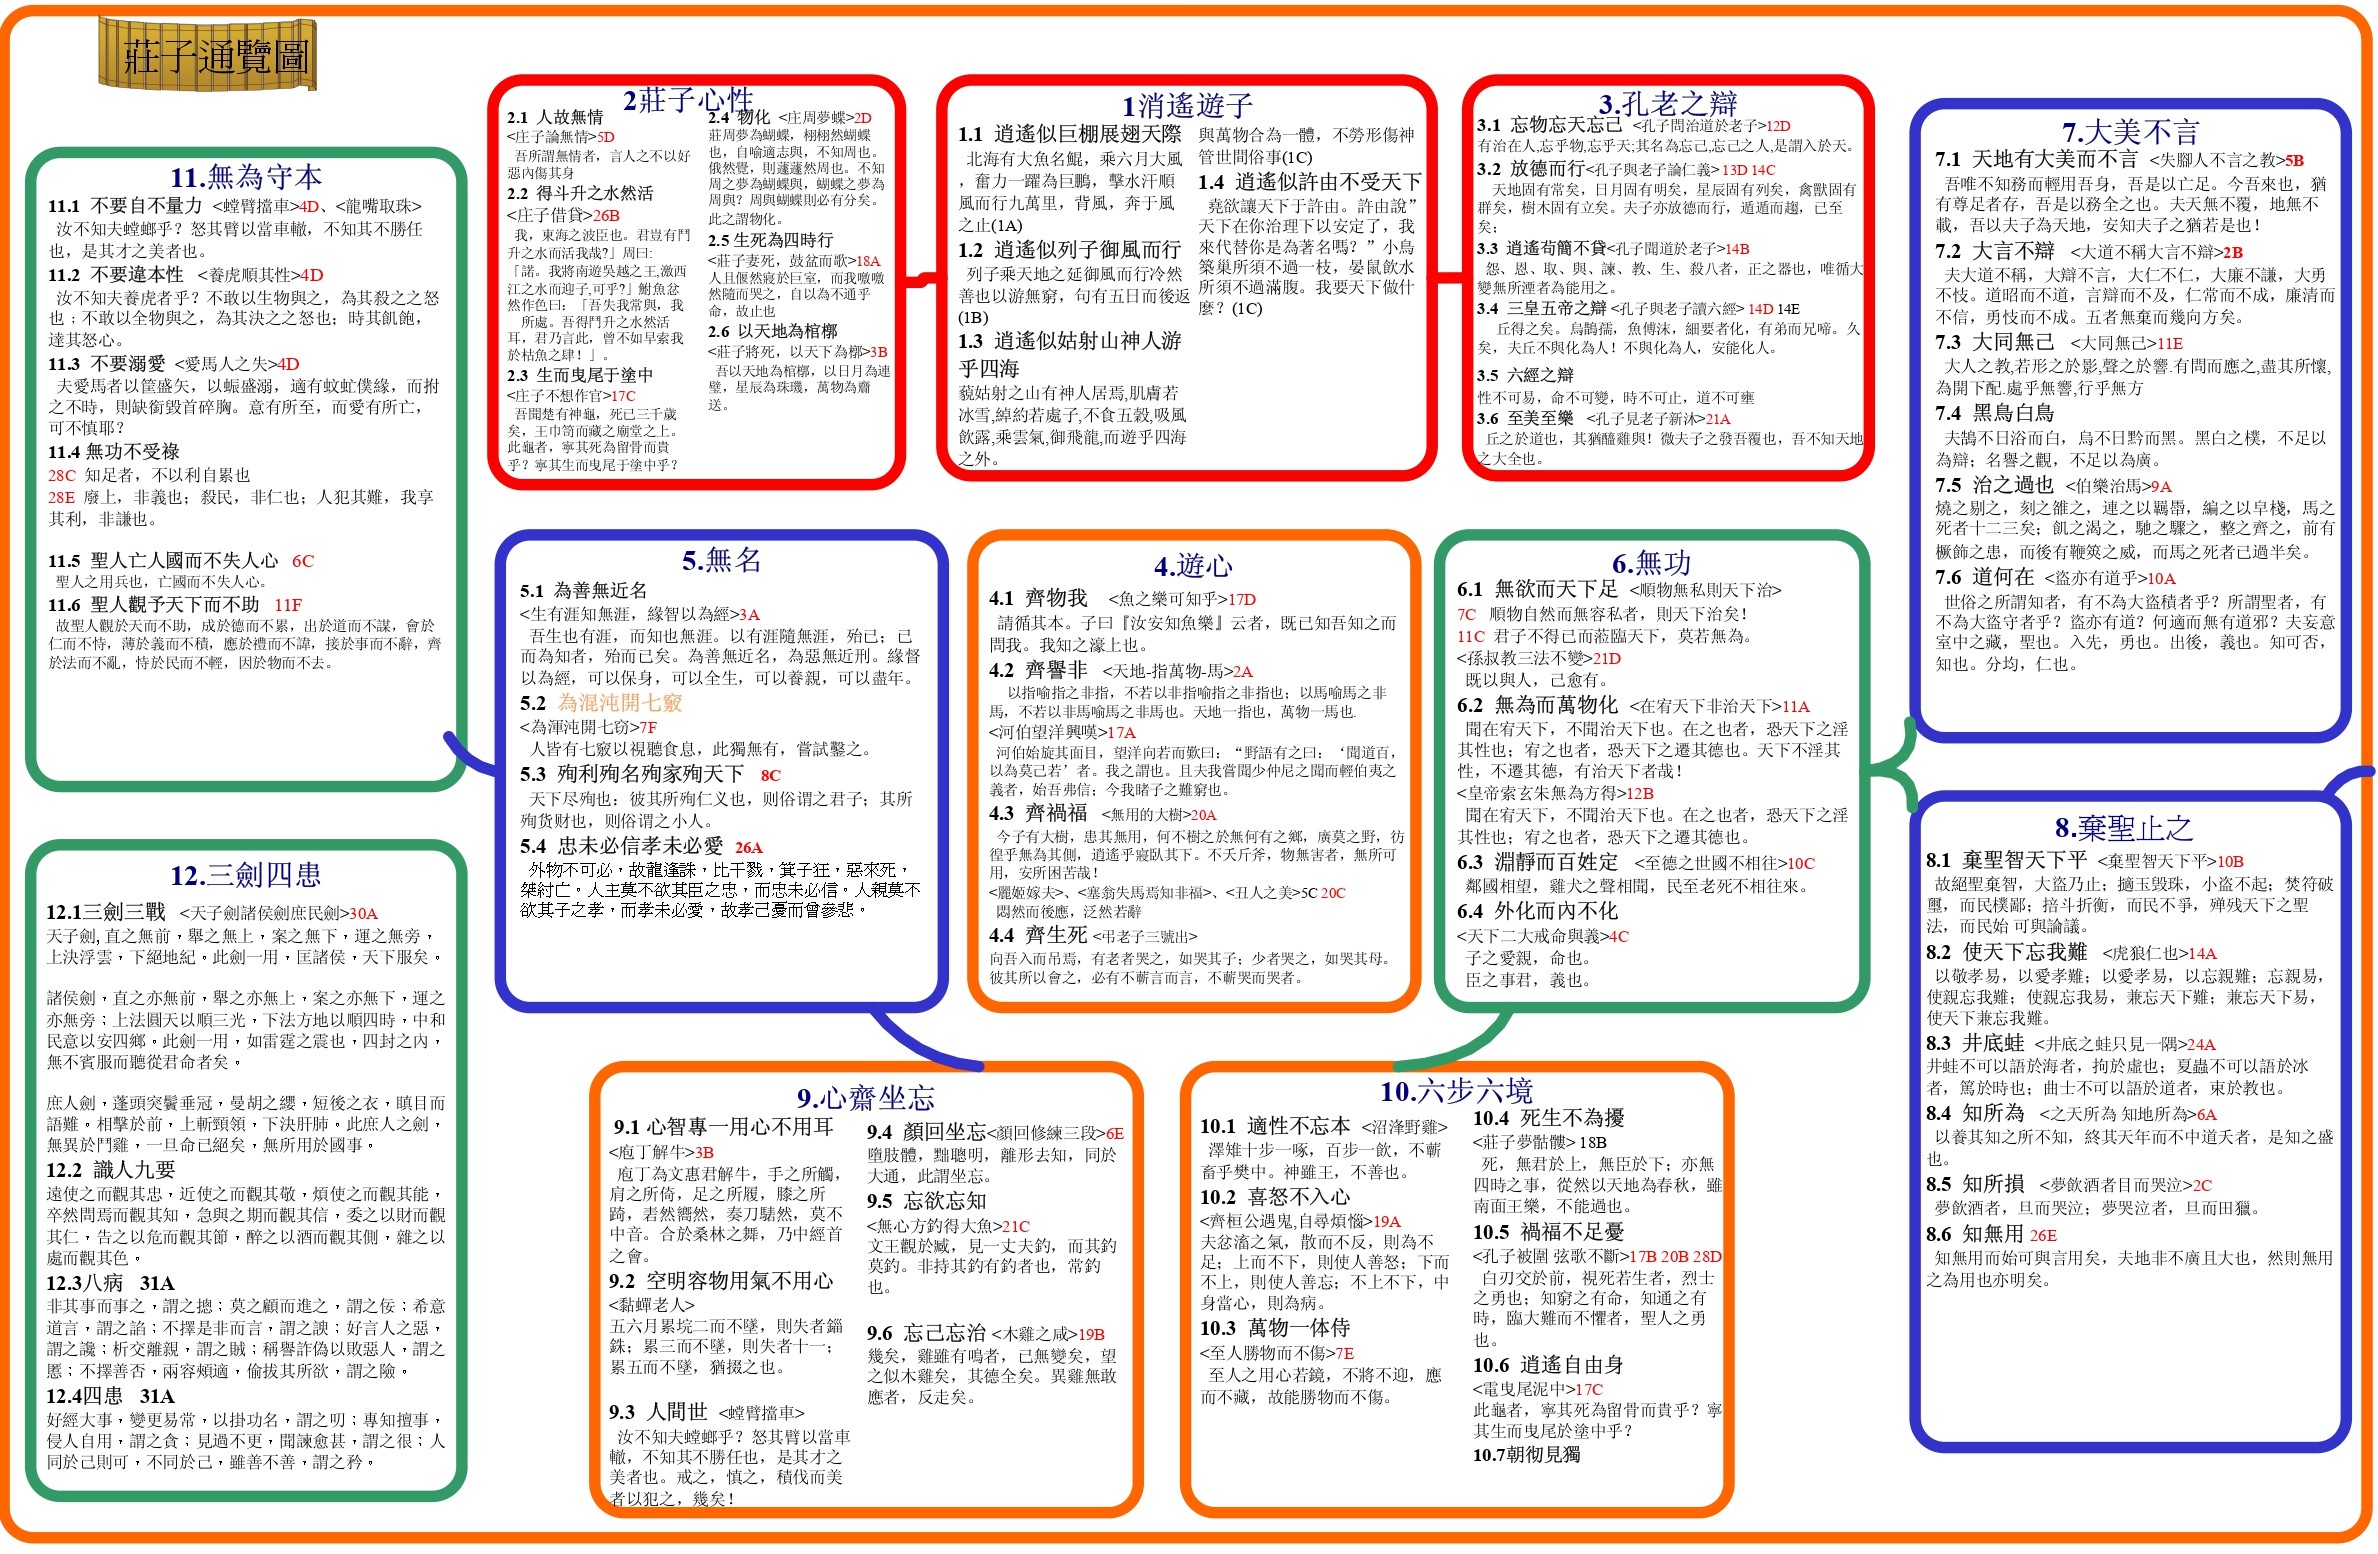 莊子通覽圖
1消遙遊子
1.1 逍遙似巨棚展翅天際
北海有大魚名鯤，乘六月大風
，奮力一躍為巨鵬，擊水汗順
風而行九萬里，背風，奔于風
之止(1A)
1.2 逍遙似列子御風而行
列子乘天地之延御風而行冷然
善也以游無窮，旬有五日而後返
(1B)
1.3 逍遙似姑射山神人游
乎四海
藐姑射之山有神人居焉,肌膚若
冰雪,綽約若處子,不食五穀,吸風
飲露,乘雲氣,御飛龍,而遊乎四海
之外。
與萬物合為一體，不勞形傷神
管世間俗事(1C)
1.4 逍遙似許由不受天下
堯欲讓天下于許由。許由說”
天下在你治理下以安定了，我
來代替你是為著名嗎？”小鳥
築巢所須不過一枝，晏鼠飲水
所須不過滿腹。我要天下做什
麼？(1C)
2莊子心性
2.1 人故無情
<庄子論無情>5D
吾所謂無情者，言人之不以好
惡內傷其身
2.2 得斗升之水然活
<庄子借貸>26B
我，東海之波臣也。君豈有鬥
升之水而活我哉?」周曰:
「諾。我將南遊吳越之王,激西
江之水而迎子,可乎?」鮒魚忿
然作色曰：「吾失我常與，我
所處。吾得鬥升之水然活
耳，君乃言此，曾不如早索我
於枯魚之肆！」。
2.3 生而曳尾于塗中
<庄子不想作官>17C
吾聞楚有神龜，死已三千歲
矣，王巾笥而藏之廟堂之上。
此龜者，寧其死為留骨而貴
乎？寧其生而曳尾于塗中乎？
2.4 物化 <庄周夢蝶>2D
莊周夢為蝴蝶，栩栩然蝴蝶
也，自喻適志與，不知周也。
俄然覺，則蘧蘧然周也。不知
周之夢為蝴蝶與，蝴蝶之夢為
周與？周與蝴蝶則必有分矣。
此之謂物化。
2.5 生死為四時行
<莊子妻死，鼓盆而歌>18A
人且偃然寢於巨室，而我噭噭
然隨而哭之，自以為不通乎
命，故止也
2.6 以天地為棺槨
<莊子將死，以天下為槨>3B
吾以天地為棺槨，以日月為連
璧，星辰為珠璣，萬物為齎
送。
3.孔老之辯
3.1 忘物忘天忘己 <孔子問治道於老子>12D
有治在人,忘乎物,忘乎天;其名為忘己,忘己之人,是謂入於天。
3.2 放德而行<孔子與老子論仁義> 13D 14C
天地固有常矣，日月固有明矣，星辰固有列矣，禽獸固有
群矣，樹木固有立矣。夫子亦放德而行，遁遁而趨，已至
矣；
3.3 逍遙苟簡不貸<孔子聞道於老子>14B
怨、恩、取、與、諫、教、生、殺八者，正之器也，唯循大
變無所湮者為能用之。
3.4 三皇五帝之辯 <孔子與老子讀六經> 14D 14E
丘得之矣。烏鵲孺，魚傅沫，細要者化，有弟而兄啼。久
矣，夫丘不與化為人！不與化為人，安能化人。
3.5 六經之辯
性不可易，命不可變，時不可止，道不可壅
3.6 至美至樂 <孔子見老子新沐>21A
丘之於道也，其猶醯雞與！微夫子之發吾覆也，吾不知天地
之大全也。
4.遊心
4.1 齊物我 <魚之樂可知乎>17D
請循其本。子曰『汝安知魚樂』云者，既已知吾知之而
問我。我知之濠上也。
4.2 齊譽非 <天地-指萬物-馬>2A
以指喻指之非指，不若以非指喻指之非指也；以馬喻馬之非
馬，不若以非馬喻馬之非馬也。天地一指也，萬物一馬也.
<河伯望洋興嘆>17A
河伯始旋其面目，望洋向若而歎曰：“野語有之曰：‘聞道百，
以為莫己若’者。我之謂也。且夫我嘗聞少仲尼之聞而輕伯夷之
義者，始吾弗信；今我睹子之難窮也。
4.3 齊禍福 <無用的大樹>20A
今子有大樹，患其無用，何不樹之於無何有之鄉，廣莫之野，彷
徨乎無為其側，逍遙乎寢臥其下。不夭斤斧，物無害者，無所可
用，安所困苦哉！
<麗姬嫁夫>、<塞翁失馬焉知非福>、<丑人之美>5C 20C
悶然而後應，泛然若辭
4.4 齊生死 <弔老子三號出>
向吾入而吊焉，有老者哭之，如哭其子；少者哭之，如哭其母。
彼其所以會之，必有不蘄言而言，不蘄哭而哭者。
5.無名
5.1 為善無近名
<生有涯知無涯，緣智以為經>3A
吾生也有涯，而知也無涯。以有涯隨無涯，殆已；已
而為知者，殆而已矣。為善無近名，為惡無近刑。緣督
以為經，可以保身，可以全生，可以養親，可以盡年。
5.2 為混沌開七竅
<為渾沌開七窍>7F
人皆有七竅以視聽食息，此獨無有，嘗試鑿之。
5.3 殉利殉名殉家殉天下 8C
天下尽殉也：彼其所殉仁义也，则俗谓之君子；其所
殉货财也，则俗谓之小人。
5.4 忠未必信孝未必愛 26A
外物不可必，故龍逢誅，比干戮，箕子狂，惡來死，
桀紂亡。人主莫不欲其臣之忠，而忠未必信。人親莫不
欲其子之孝，而孝未必愛，故孝己憂而曾參悲。
6.無功
6.1 無欲而天下足 <順物無私則天下治>
7C 順物自然而無容私者，則天下治矣！
11C 君子不得已而蒞臨天下，莫若無為。
<孫叔教三法不變>21D
既以與人，己愈有。
6.2 無為而萬物化 <在宥天下非治天下>11A
聞在宥天下，不聞治天下也。在之也者，恐天下之淫
其性也；宥之也者，恐天下之遷其德也。天下不淫其
性，不遷其德，有治天下者哉！
<皇帝索玄朱無為方得>12B
聞在宥天下，不聞治天下也。在之也者，恐天下之淫
其性也；宥之也者，恐天下之遷其德也。
6.3 淵靜而百姓定 <至德之世國不相往>10C
鄰國相望，雞犬之聲相聞，民至老死不相往來。
6.4 外化而內不化
<天下二大戒命與義>4C
子之愛親，命也。
臣之事君，義也。
7.大美不言
7.1 天地有大美而不言 <失腳人不言之教>5B
吾唯不知務而輕用吾身，吾是以亡足。今吾來也，猶
有尊足者存，吾是以務全之也。夫天無不覆，地無不
載，吾以夫子為天地，安知夫子之猶若是也！
7.2 大言不辯 <大道不稱大言不辯>2B
夫大道不稱，大辯不言，大仁不仁，大廉不謙，大勇
不忮。道昭而不道，言辯而不及，仁常而不成，廉清而
不信，勇忮而不成。五者無棄而幾向方矣。
7.3 大同無己 <大同無己>11E
大人之教,若形之於影,聲之於響.有問而應之,盡其所懷,
為開下配.處乎無響,行乎無方
7.4 黑鳥白鳥
夫鵠不日浴而白，烏不日黔而黑。黑白之樸，不足以
為辯；名譽之觀，不足以為廣。
7.5 治之過也 <伯樂治馬>9A
燒之剔之，刻之雒之，連之以羈馽，編之以皁棧，馬之
死者十二三矣；飢之渴之，馳之驟之，整之齊之，前有
橛飾之患，而後有鞭筴之威，而馬之死者已過半矣。
7.6 道何在 <盜亦有道乎>10A
世俗之所謂知者，有不為大盜積者乎？所謂聖者，有
不為大盜守者乎？盜亦有道？何適而無有道邪？夫妄意
室中之藏，聖也。入先，勇也。出後，義也。知可否，
知也。分均，仁也。
8.棄聖止之
8.1 棄聖智天下平 <棄聖智天下平>10B
故絕聖棄智，大盜乃止；擿玉毀珠，小盜不起；焚符破
璽，而民樸鄙；掊斗折衡，而民不爭，殫残天下之聖
法，而民始 可與論議。
8.2 使天下忘我難 <虎狼仁也>14A
以敬孝易，以愛孝難；以愛孝易，以忘親難；忘親易，
使親忘我難；使親忘我易，兼忘天下難；兼忘天下易，
使天下兼忘我難。
8.3 井底蛙 <井底之蛙只見一隅>24A
井蛙不可以語於海者，拘於虛也；夏蟲不可以語於冰
者，篤於時也；曲士不可以語於道者，束於教也。
8.4 知所為 <之天所為 知地所為>6A
以養其知之所不知，終其天年而不中道夭者，是知之盛
也。
8.5 知所損 <夢飲酒者目而哭泣>2C
夢飲酒者，旦而哭泣；夢哭泣者，旦而田獵。
8.6 知無用 26E
知無用而始可與言用矣，夫地非不廣且大也，然則無用
之為用也亦明矣。
9.心齋坐忘
9.1 心智專一用心不用耳
<庖丁解牛>3B
庖丁為文惠君解牛，手之所觸，
肩之所倚，足之所履，膝之所
踦，砉然嚮然，奏刀騞然，莫不
中音。合於桑林之舞，乃中經首
之會。
9.2 空明容物用氣不用心
<黏蟬老人>
五六月累垸二而不墜，則失者錙
銖；累三而不墜，則失者十一；
累五而不墜，猶掇之也。
9.3 人間世 <螳臂擋車>
汝不知夫螳螂乎？怒其臂以當車
轍，不知其不勝任也，是其才之
美者也。戒之，慎之，積伐而美
者以犯之，幾矣！
9.4 顏回坐忘<顏回修練三段>6E
墮肢體，黜聰明，離形去知，同於
大通，此謂坐忘。
9.5 忘欲忘知
<無心方釣得大魚>21C
文王觀於臧，見一丈夫釣，而其釣
莫釣。非持其釣有釣者也，常釣
也。
9.6 忘己忘治 <木雞之咸>19B
幾矣，雞雖有鳴者，已無變矣，望
之似木雞矣，其德全矣。異雞無敢
應者，反走矣。
10.六步六境
10.1 適性不忘本 <沼澤野雞>
澤雉十步一啄，百步一飲，不蘄
畜乎樊中。神雖王，不善也。
10.2 喜怒不入心
<齊桓公遇鬼,自尋煩惱>19A
夫忿滀之氣，散而不反，則為不
足；上而不下，則使人善怒；下而
不上，則使人善忘；不上不下，中
身當心，則為病。
10.3 萬物一体侍
<至人勝物而不傷>7E
至人之用心若鏡，不將不迎，應
而不藏，故能勝物而不傷。
10.4 死生不為擾
<莊子夢骷髏> 18B
死，無君於上，無臣於下；亦無
四時之事，從然以天地為春秋，雖
南面王樂，不能過也。
10.5 禍福不足憂
<孔子被圍 弦歌不斷>17B 20B 28D
白刃交於前，視死若生者，烈士
之勇也；知窮之有命，知通之有
時，臨大難而不懼者，聖人之勇
也。
10.6 逍遙自由身
<電曳尾泥中>17C
此龜者，寧其死為留骨而貴乎？寧
其生而曳尾於塗中乎？
10.7朝彻見獨
11.無為守本
11.1 不要自不量力 <螳臂擋車>4D、<龍嘴取珠>
汝不知夫螳螂乎？怒其臂以當車轍，不知其不勝任
也，是其才之美者也。
11.2 不要違本性 <養虎順其性>4D
汝不知夫養虎者乎？不敢以生物與之，為其殺之之怒
也﹔不敢以全物與之，為其決之之怒也；時其飢飽，
達其怒心。
11.3 不要溺愛 <愛馬人之失>4D
夫愛馬者以筐盛矢，以蜄盛溺，適有蚊虻僕緣，而拊
之不時，則缺銜毀首碎胸。意有所至，而愛有所亡，
可不慎耶？
11.4 無功不受祿
28C 知足者，不以利自累也
28E 廢上，非義也；殺民，非仁也；人犯其難，我享
其利，非謙也。
11.5 聖人亡人國而不失人心 6C
聖人之用兵也，亡國而不失人心。
11.6 聖人觀予天下而不助 11F
故聖人觀於天而不助，成於德而不累，出於道而不謀，會於
仁而不恃，薄於義而不積，應於禮而不諱，接於事而不辭，齊
於法而不亂，恃於民而不輕，因於物而不去。
12.三劍四患
12.1三劍三戰 <天子劍諸侯劍庶民劍>30A
天子劍, 直之無前，舉之無上，案之無下，運之無旁，
上決浮雲，下絕地紀。此劍一用，匡諸侯，天下服矣。
諸侯劍，直之亦無前，舉之亦無上，案之亦無下，運之
亦無旁；上法圓天以順三光，下法方地以順四時，中和
民意以安四鄉。此劍一用，如雷霆之震也，四封之內，
無不賓服而聽從君命者矣。
庶人劍，蓬頭突鬢垂冠，曼胡之纓，短後之衣，瞋目而
語難。相擊於前，上斬頸領，下決肝肺。此庶人之劍，
無異於鬥雞，一旦命已絕矣，無所用於國事。
12.2 識人九要
遠使之而觀其忠，近使之而觀其敬，煩使之而觀其能，
卒然問焉而觀其知，急與之期而觀其信，委之以財而觀
其仁，告之以危而觀其節，醉之以酒而觀其側，雜之以
處而觀其色。
12.3八病 31A
非其事而事之，謂之摠；莫之顧而進之，謂之佞；希意
道言，謂之諂；不擇是非而言，謂之諛；好言人之惡，
謂之讒；析交離親，謂之賊；稱譽詐偽以敗惡人，謂之
慝；不擇善否，兩容頰適，偷拔其所欲，謂之險。
12.4四患 31A
好經大事，變更易常，以掛功名，謂之叨；專知擅事，
侵人自用，謂之貪；見過不更，聞諫愈甚，謂之很；人
同於己則可，不同於己，雖善不善，謂之矜。